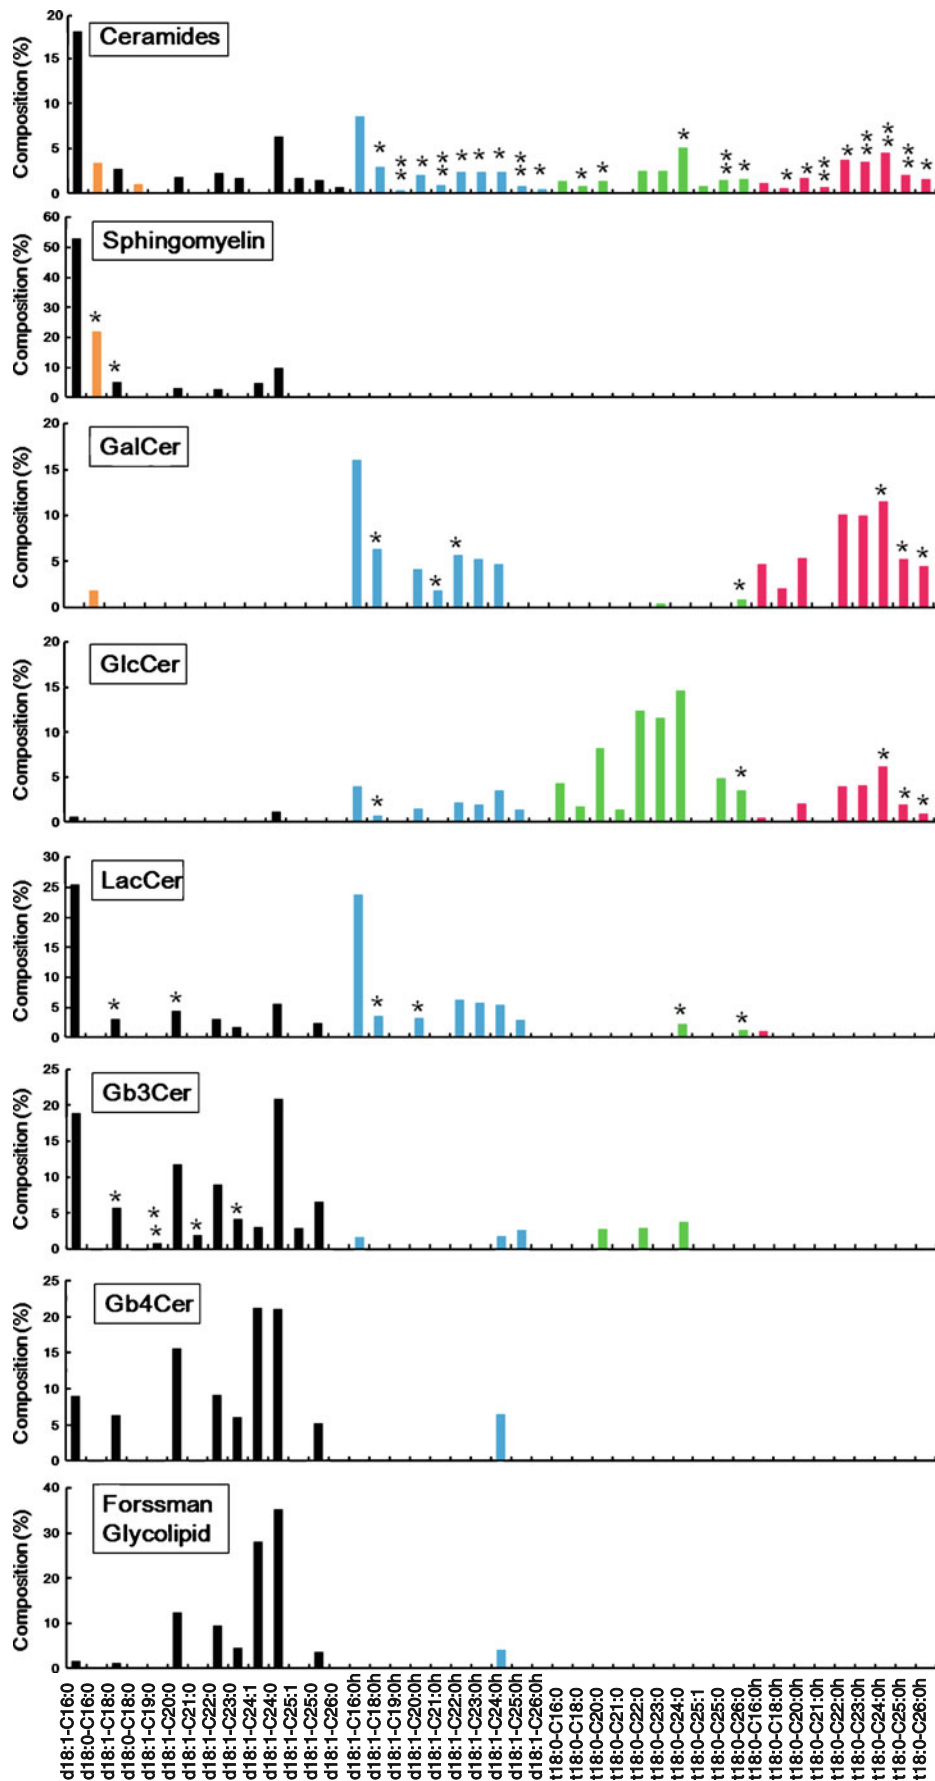 Ceramides
Composition (%)
20
15
10
5
0
Sphingomyelin
Composition (%)
60
50
40
30
20
10
0
GalCer
Composition (%)
20
15
10
5
0
GlcCer
Composition (%)
20
15
10
5
0
LacCer
Composition (%)
30
25
20
15
10
5
0
Gb3Cer
Composition (%)
25
20
15
10
5
0
Gb4Cer
Composition (%)
25
20
15
10
5
0
Forssman
Glycolipid
Composition (%)
40
30
20
10
0
d18:1-C16:0
d18:0-C16:0
d18:1-C18:0
d18:0-C18:0
d18:1-C19:0
d18:1-C20:0
d18:1-C21:0
d18:1-C22:0
d18:1-C23:0
d18:1-C24:1
d18:1-C24:0
d18:1-C25:1
d18:1-C25:0
d18:1-C26:0
d18:1-C16:0h
d18:1-C18:0h
d18:1-C19:0h
d18:1-C20:0h
d18:1-C21:0h
d18:1-C22:0h
d18:1-C23:0h
d18:1-C24:0h
d18:1-C25:0h
d18:1-C26:0h
t18:0-C16:0
t18:0-C18:0
t18:0-C20:0
t18:0-C21:0
t18:0-C22:0
t18:0-C23:0
t18:0-C24:0
t18:0-C25:1
t18:0-C25:0
t18:0-C26:0
t18:0-C16:0h
t18:0-C18:0h
t18:0-C20:0h
t18:0-C21:0h
t18:0-C22:0h
t18:0-C23:0h
t18:0-C24:0h
t18:0-C25:0h
t18:0-C26:0h